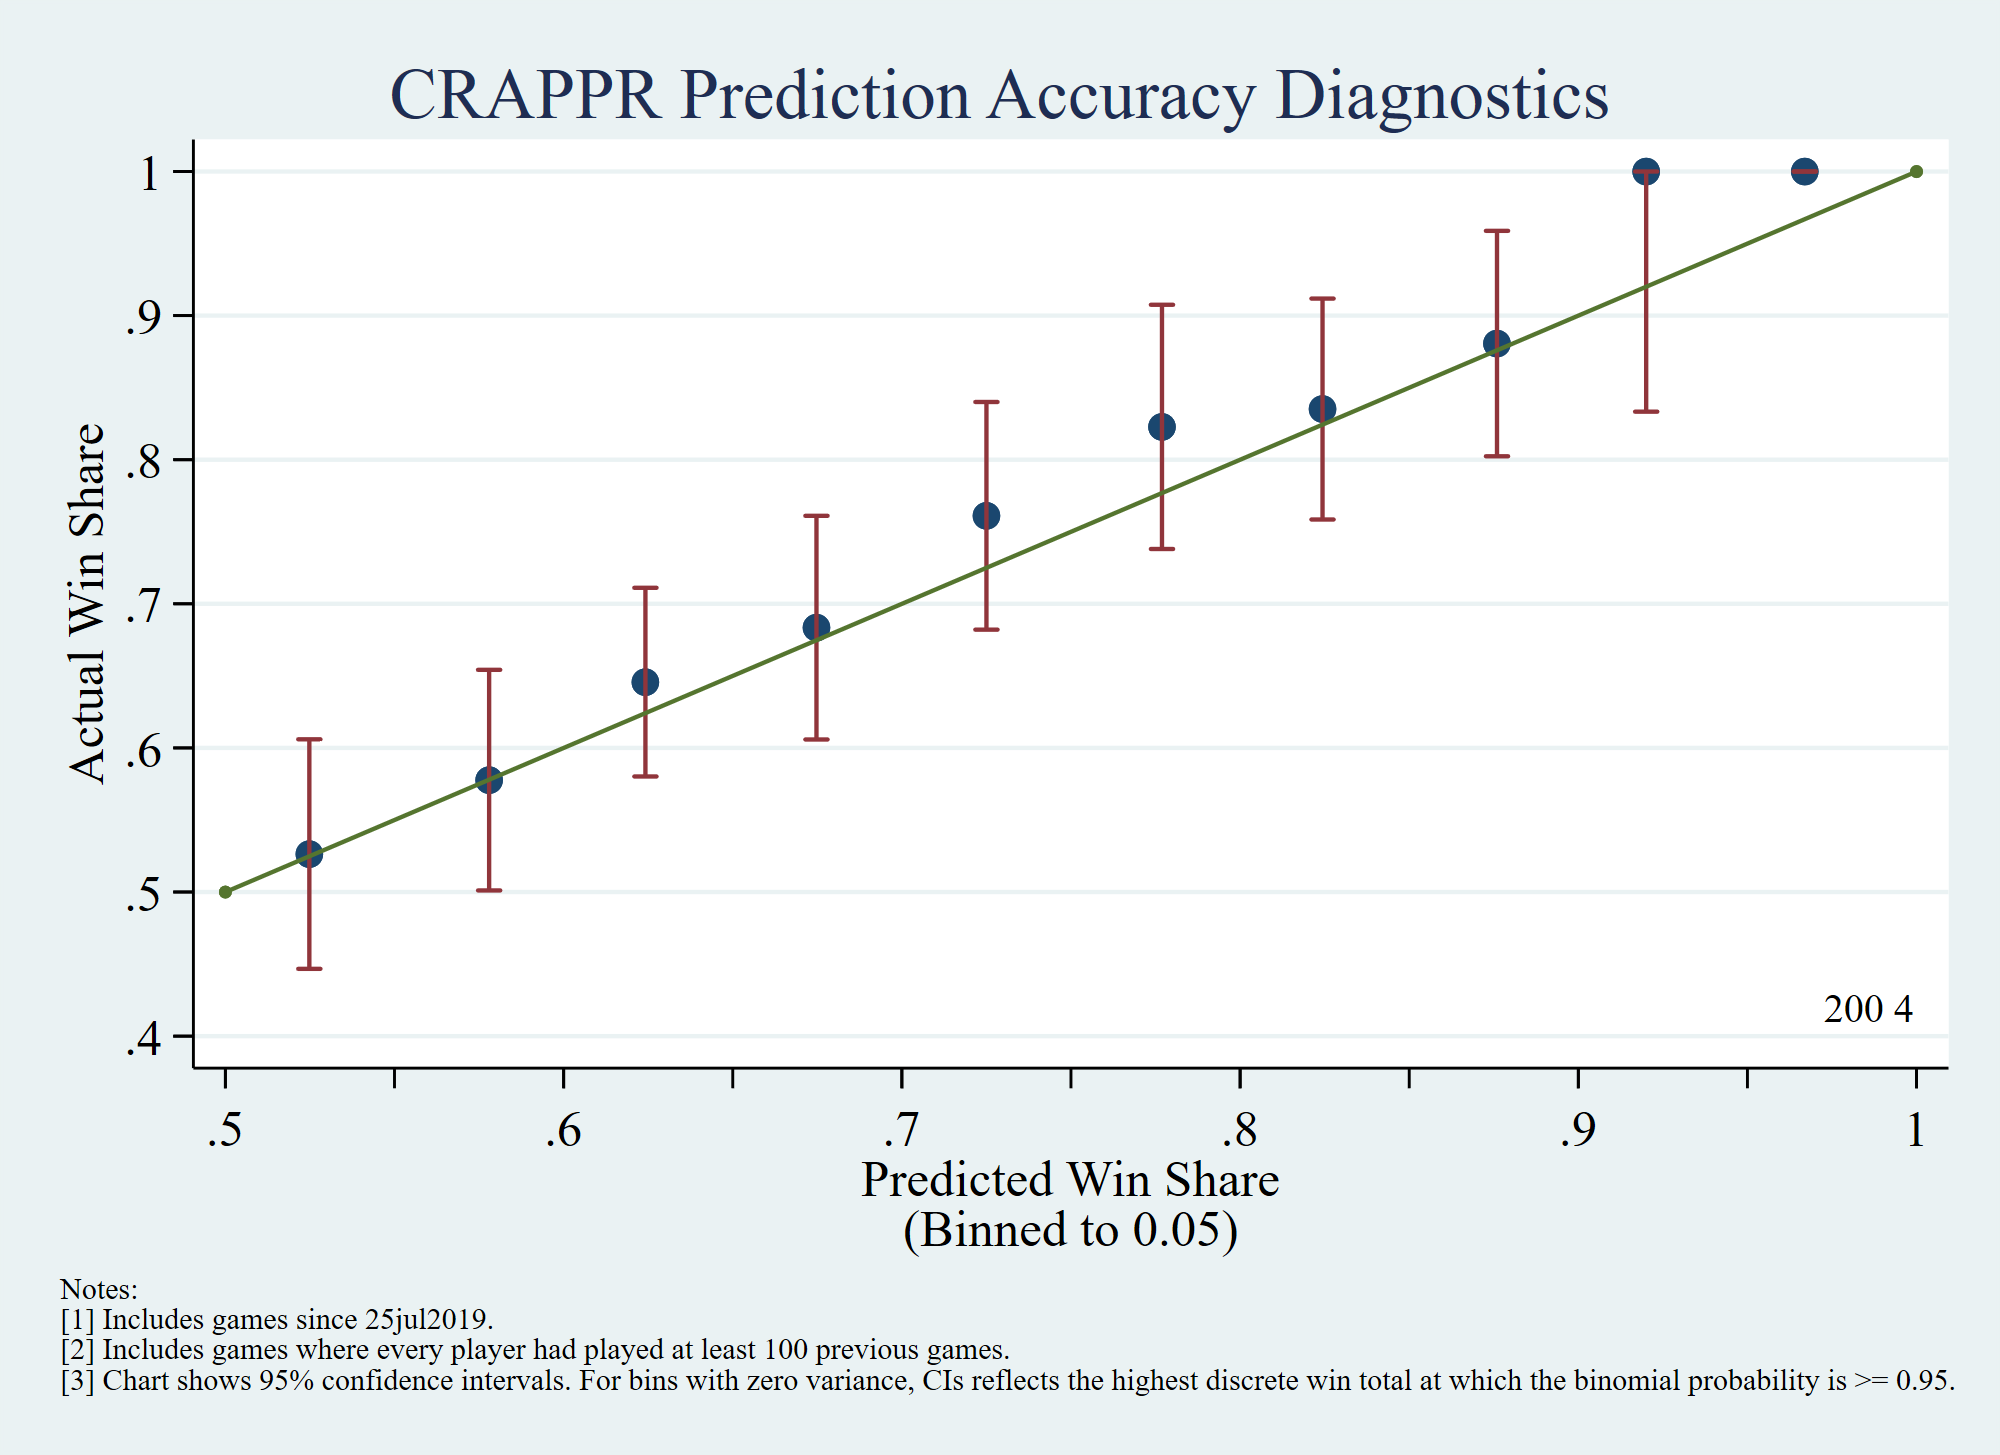 CRAPPR Prediction Accuracy Diagnostics
1
.9
.8
.7
.6
.5
.4
Actual Win Share
200 4
.5 .6 .7 .8 .9 1
Predicted Win Share
(Binned to 0.05)
Notes:
[1] Includes games since 25jul2019.
[2] Includes games where every player had played at least 100 previous games.
[3] Chart shows 95% confidence intervals. For bins with zero variance, CIs reflects the highest discrete win total at which the binomial probability is >= 0.95.